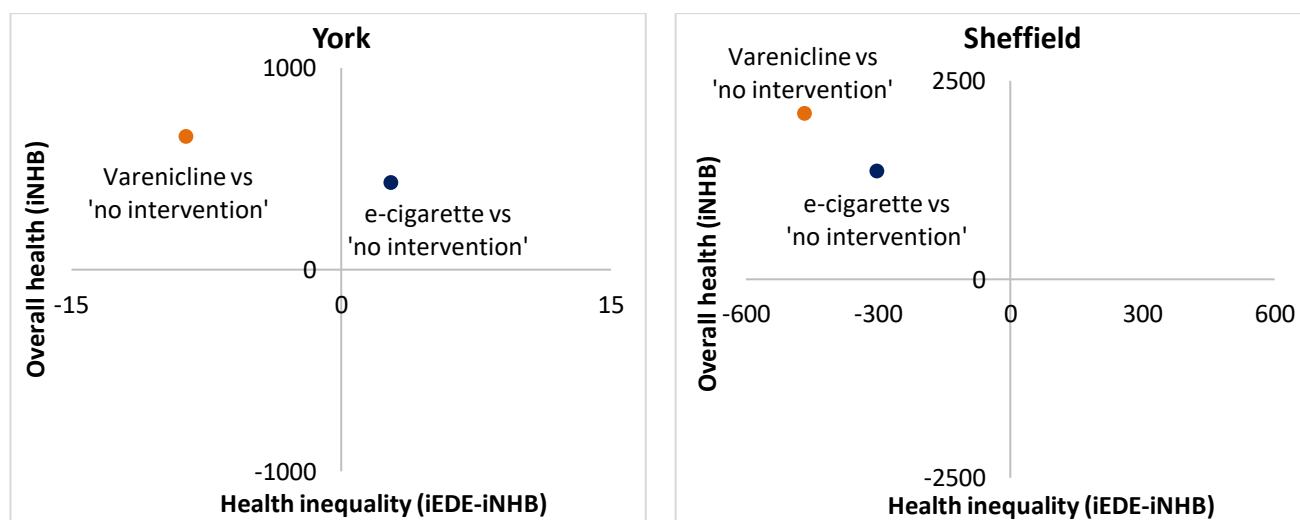 York
1000
Overall health (iNHB)
Varenicline vs
'no intervention'
e-cigarette vs
'no intervention'
0
-15
0
15
-1000
Health inequality (iEDE-iNHB)
Sheffield
Varenicline vs
'no intervention'
2500
Overall health (iNHB)
e-cigarette vs
'no intervention'
0
-600
-300
0
300
600
-2500
Health inequality (iEDE-iNHB)